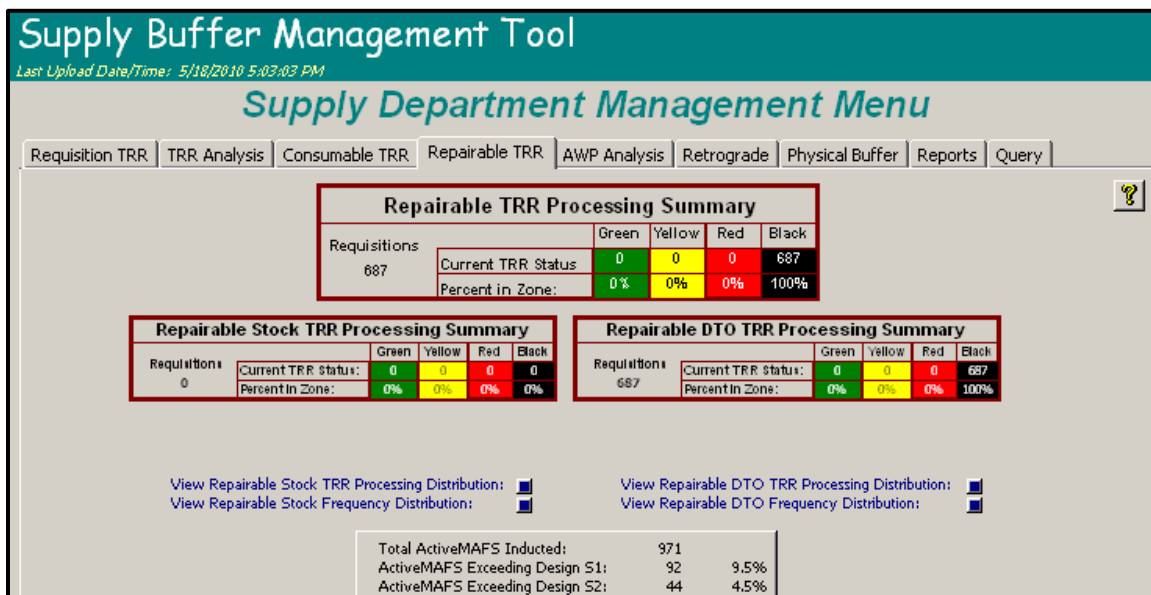 Supply Buffer Management Tool
Last Upload Date/Time: 5/18/2010 5:03:03 PM
Supply Department Management Menu
Requisition TRR TRR Analysis Consumable TRR Repairable TRR AWP Analysis Retrograde Physical Buffer Reports Query
?
Repairable TRR Processing Summary
Requisitions
687
Green Yellow Red Black
Current TRR Status 0 0 0 687
Percent in Zone: 0% 0% 0% 100%
Repairable Stock TRR Processing Summary
Requisitions
0
Green Yellow Red Black
Current TRR Status: 0 0 0 0
Percent in Zone: 0% 0% 0% 0%
Repairable DTO TRR Processing Summary
Requisitions
687
Green Yellow Red Black
Current TRR Status: 0 0 0 687
Percent in Zone: 0% 0% 0% 100%
View Repairable Stock TRR Processing Distribution:
View Repairable Stock Frequency Distribution:
View Repairable DTO TRR Processing Distribution:
View Repairable DTO Frequency Distribution:
Total ActiveMAFS Inducted: 971
ActiveMAFS Exceeding Design S1: 92 9.5%
ActiveMAFS Exceeding Design S2: 44 4.5%